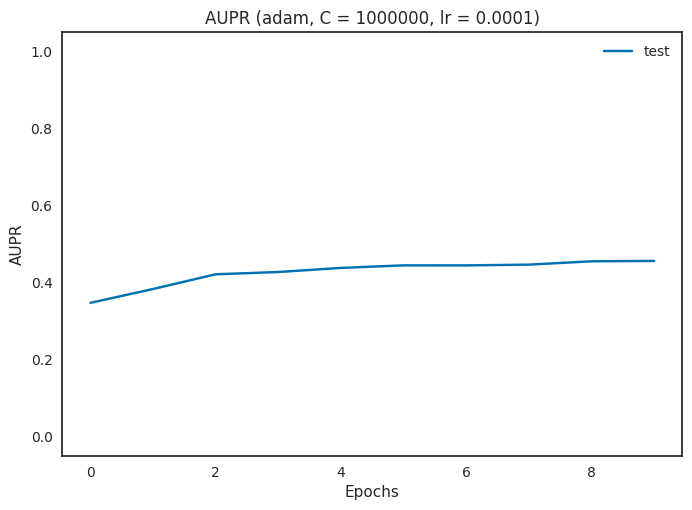 AUPR (adam, C = 1000000, lr = 0.0001)
test
1.0
0.8
0.6
0.4
0.2
0.0
AUPR
0 2 4 6 8
Epochs